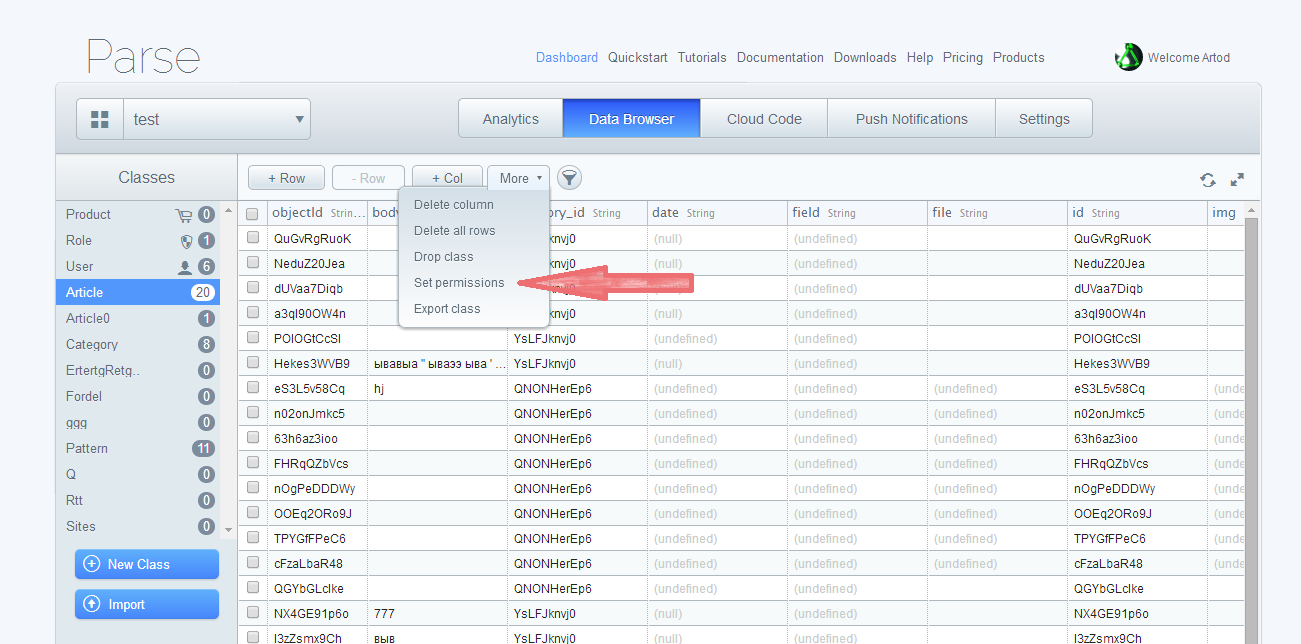 Parse
Dashboard Quickstart Tutorials Documentation Downloads Help Pricing Products
Welcome Artod
test
Analytics Data Browser Cloud Code Push Notifications Settings
Classes
+ Row - Row + Col More
Product 0
Role 1
User 6
Article 20
Article0 1
Category 8
ErtertgRetg.. 0
Fordel 0
ggg 0
Pattern 11
Q 0
Rtt 0
Sites 0
New Class
Import
Delete column
Delete all rows
Drop class
Set permissions
Export class
objectId Strin... body ory_id String date String field String file String id String img
QuGvRgRuoK knvj0 (null) (undefined) QuGvRgRuoK
NeduZ20Jea knvj0 (null) (undefined) NeduZ20Jea
dUVaa7Diqb knvj0 (undefined) dUVaa7Diqb
a3qI90OW4n knvj0 (null) (undefined) a3qI90OW4n
POIOGtCcSI YsLFJknvj0 (undefined) (undefined) POIOGtCcSI
Hekes3WVB9 ывавыа " ываээ ыва ' ... YsLFJknvj0 (null) (undefined) Hekes3WVB9
eS3L5v58Cq hj QNONHerEp6 (undefined) (undefined) (undefined) eS3L5v58Cq (unde
n02onJmkc5 QNONHerEp6 (undefined) (undefined) (undefined) n02onJmkc5 (unde
63h6az3ioo QNONHerEp6 (undefined) (undefined) (undefined) 63h6az3ioo (unde
FHRqQZbVcs QNONHerEp6 (undefined) (undefined) (undefined) FHRqQZbVcs (unde
nOgPeDDDWy QNONHerEp6 (undefined) (undefined) (undefined) nOgPeDDDWy (unde
OOEq2ORo9J QNONHerEp6 (undefined) (undefined) (undefined) OOEq2ORo9J (unde
TPYGfFPeC6 QNONHerEp6 (undefined) (undefined) (undefined) TPYGfFPeC6 (unde
cFzaLbaR48 QNONHerEp6 (undefined) (undefined) (undefined) cFzaLbaR48 (unde
QGYbGLcIke QNONHerEp6 (undefined) (undefined) QGYbGLcIke
NX4GE91p6o 777 YsLFJknvj0 (null) (undefined) NX4GE91p6o
I3zZsmx9Ch выв YsLFJknvj0 (null) (undefined) I3zZsmx9Ch